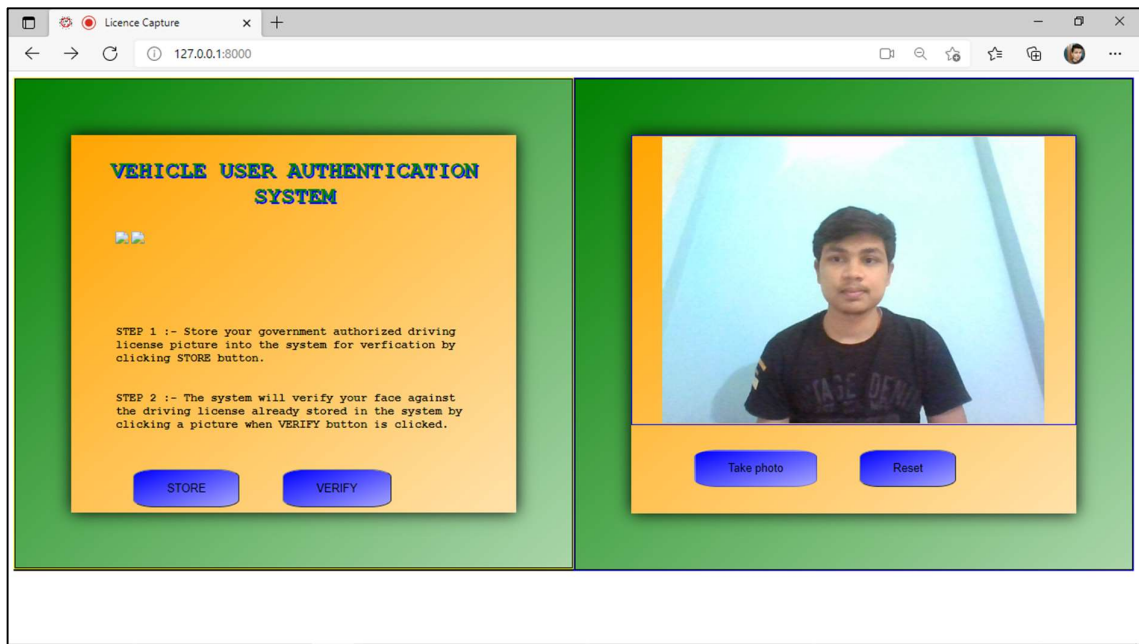 Licence Capture
127.0.0.1:8000
VEHICLE USER AUTHENTICATION
SYSTEM
STEP 1 :- Store your government authorized driving
license picture into the system for verfication by
clicking STORE button.
STEP 2 :- The system will verify your face against
the driving license already stored in the system by
clicking a picture when VERIFY button is clicked.
STORE
VERIFY
Take photo
Reset